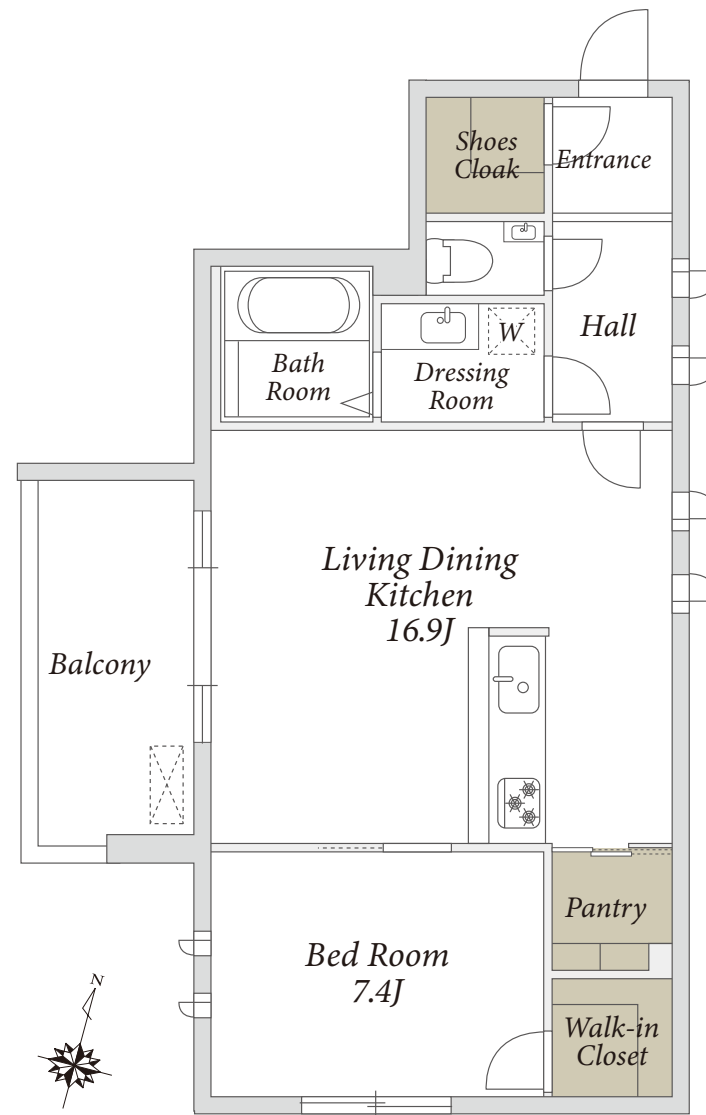 Shoes
Cloak
Entrance
Hall
W
Bath
Room
Dressing
Room
Living Dining
Kitchen
16.9J
Balcony
Pantry
Bed Room
7.4J
Walk-in
Closet
N